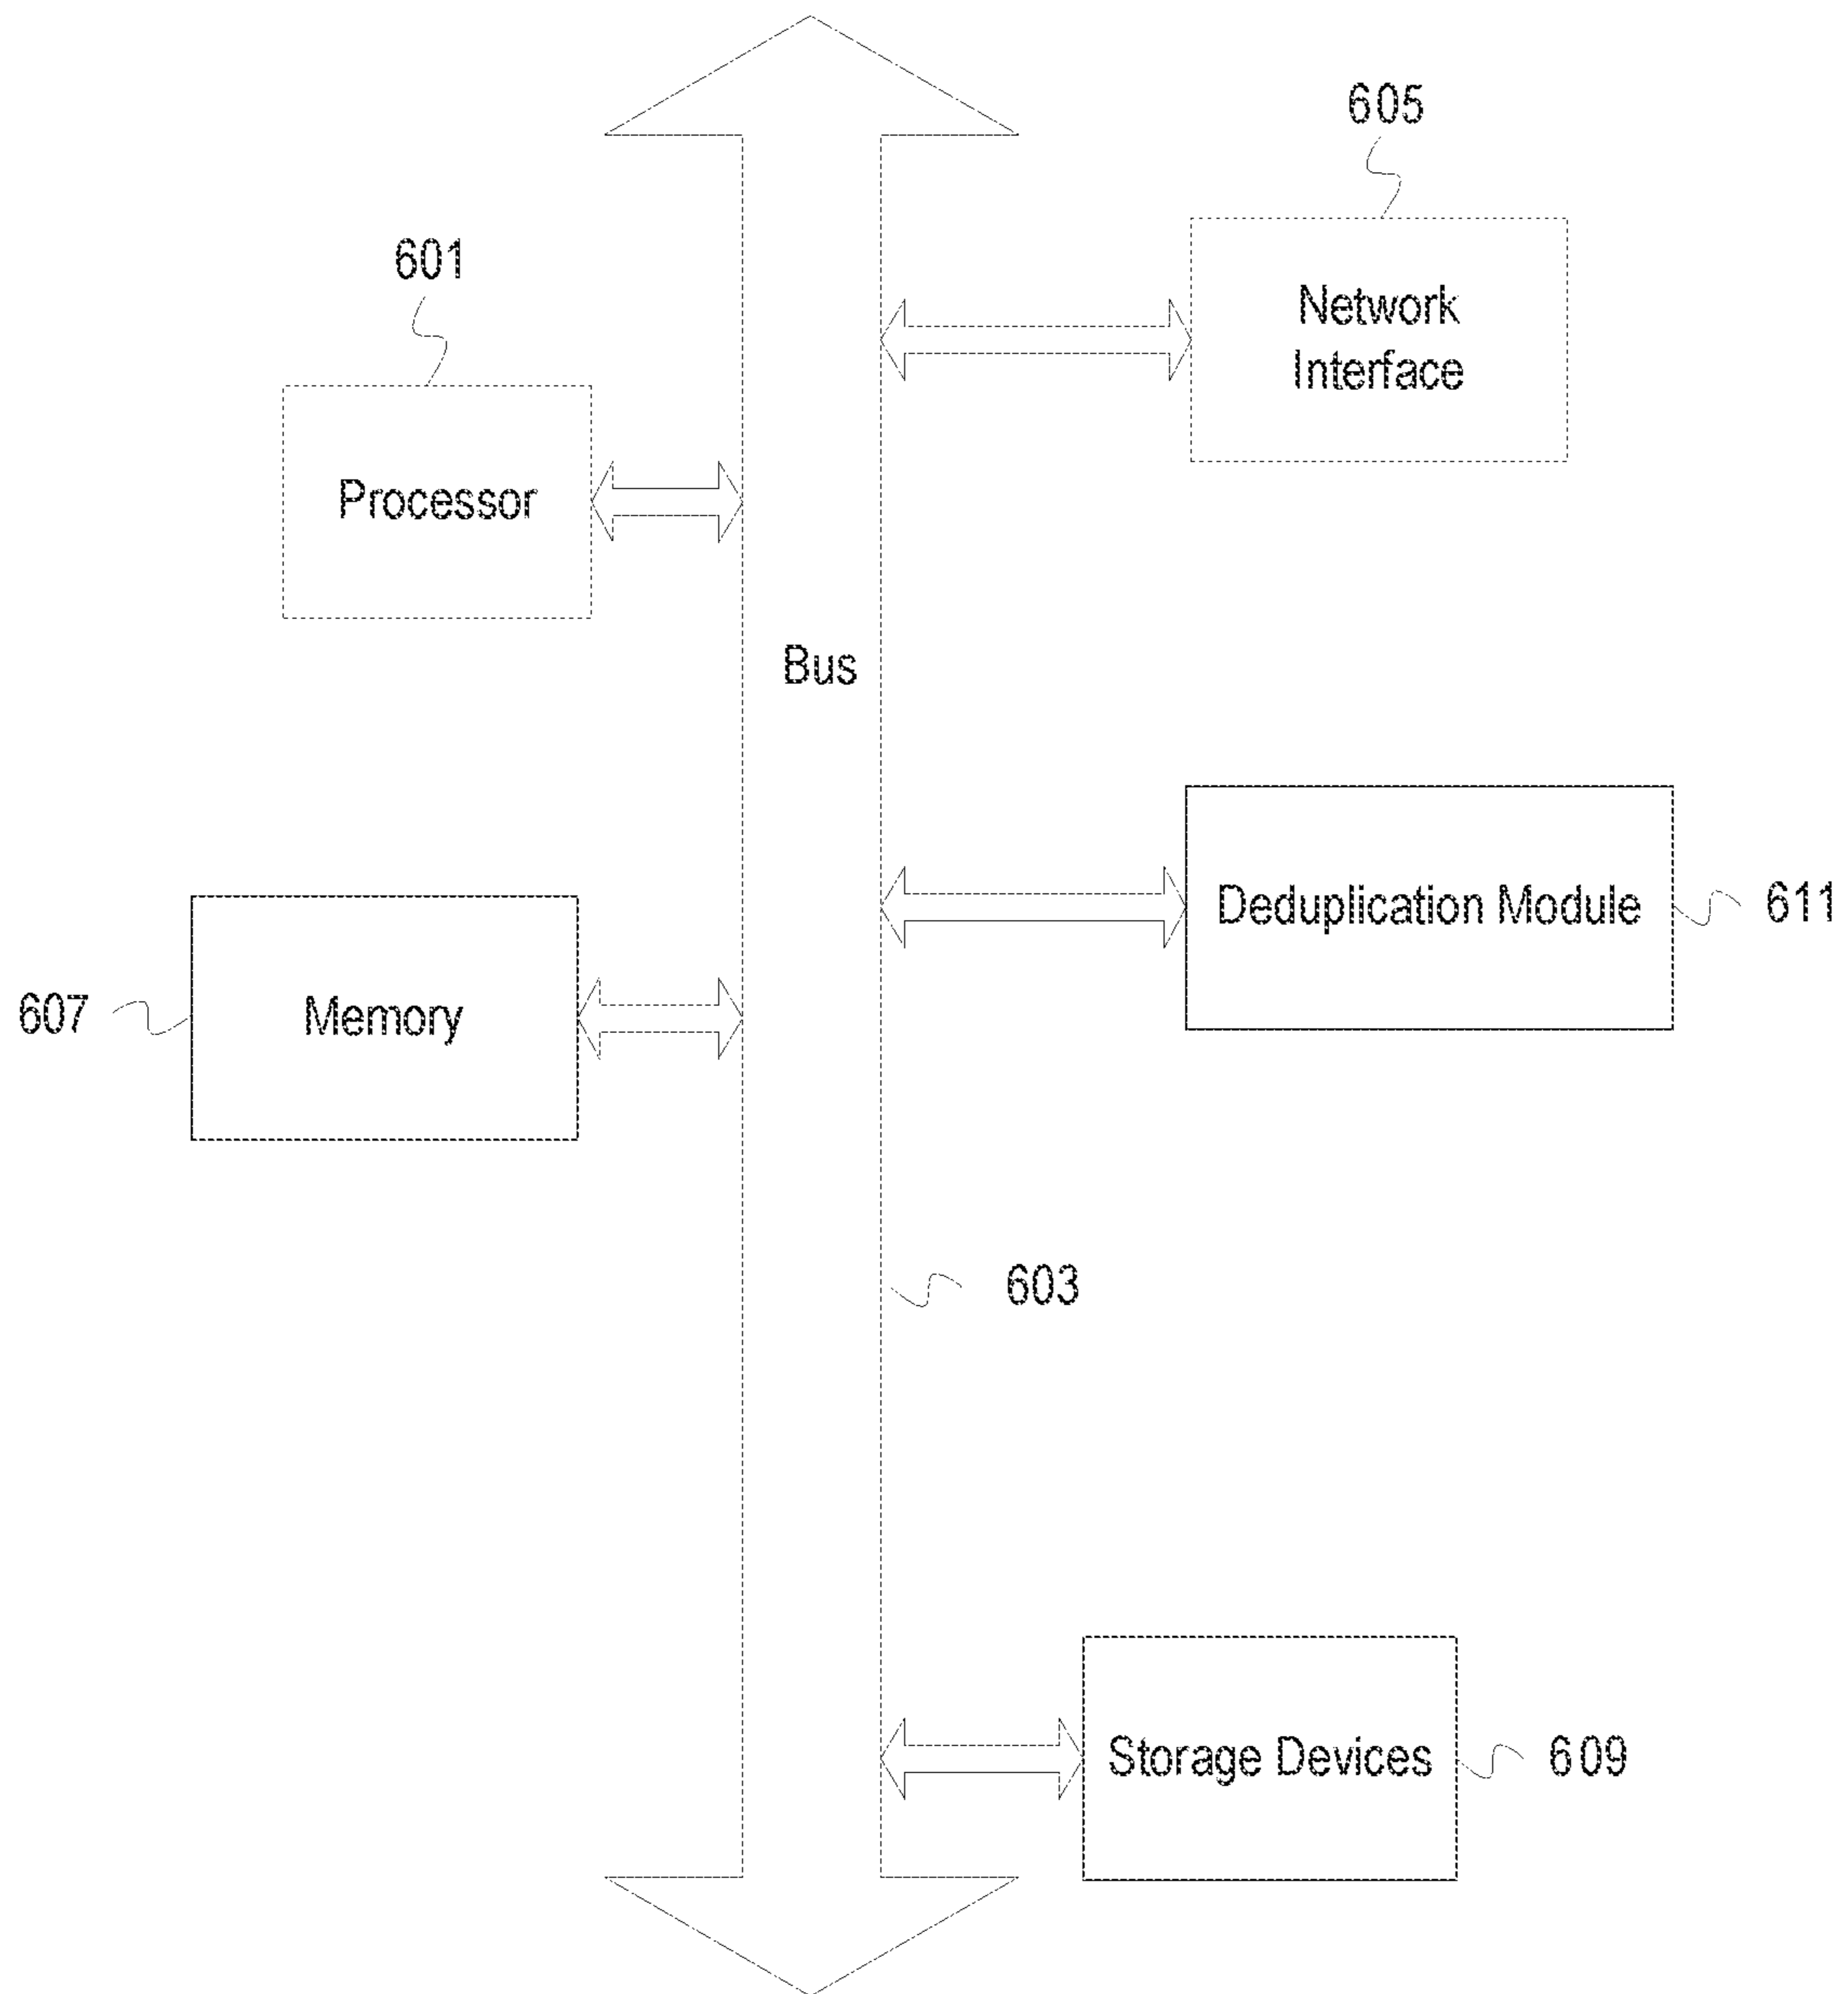 605
601
Network
Interface
Processor
Bus
Deduplication Module
611
607
Memory
603
Storage Devices
609